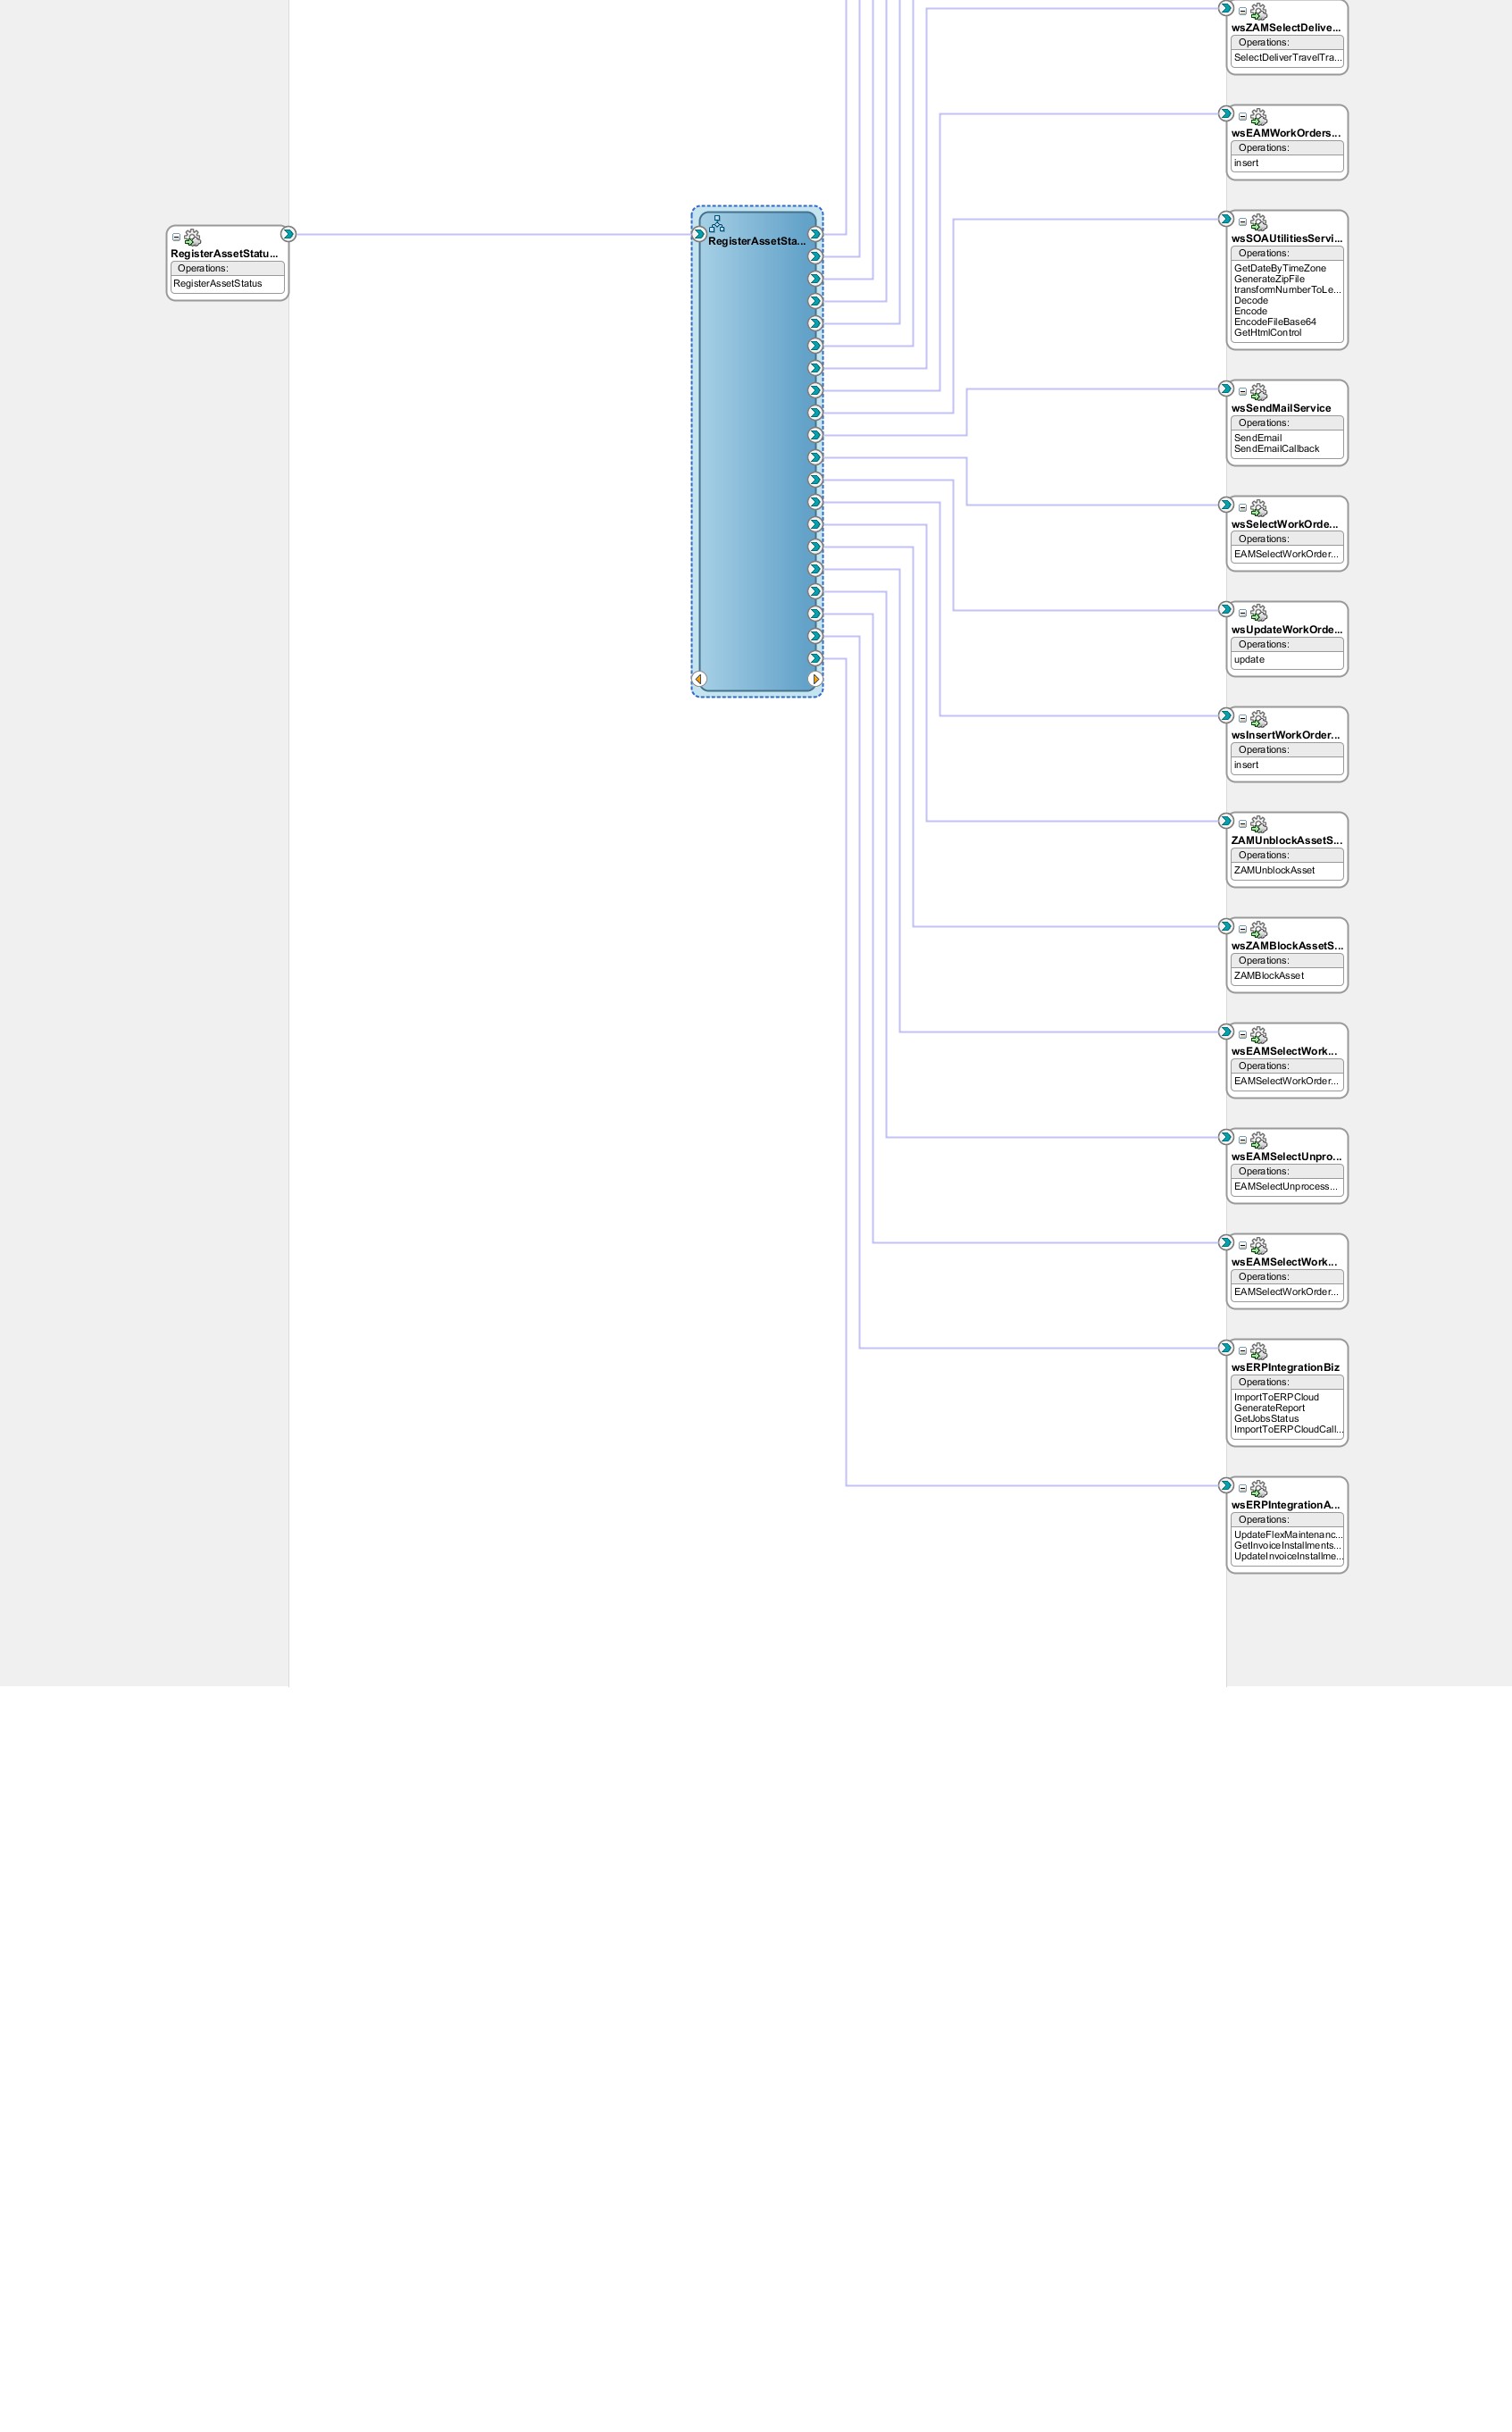 RegisterAssetStatu...
Operations:
RegisterAssetStatus
RegisterAssetSta...
wsZAMSelectDelive...
Operations:
SelectDeliverTravelTra...
wsEAMWorkOrders...
Operations:
insert
wsSOAUtilitiesServi...
Operations:
GetDateByTimeZone
GenerateZipFile
transformNumberToLe...
Decode
Encode
EncodeFileBase64
GetHtmlControl
wsSendMailService
Operations:
SendEmail
SendEmailCallback
wsSelectWorkOrde...
Operations:
EAMSelectWorkOrder...
wsUpdateWorkOrde...
Operations:
update
wsInsertWorkOrder...
Operations:
insert
ZAMUnblockAssetS...
Operations:
ZAMUnblockAsset
wsZAMBlockAssetS...
Operations:
ZAMBlockAsset
wsEAMSelectWork...
Operations:
EAMSelectWorkOrder...
wsEAMSelectUnpro...
Operations:
EAMSelectUnprocess...
wsEAMSelectWork...
Operations:
EAMSelectWorkOrder...
wsERPIntegrationBiz
Operations:
ImportToERPCloud
GenerateReport
GetJobsStatus
ImportToERPCloudCall...
wsERPIntegrationA...
Operations:
UpdateFlexMaintenanc...
GetInvoiceInstallments...
UpdateInvoiceInstallme...